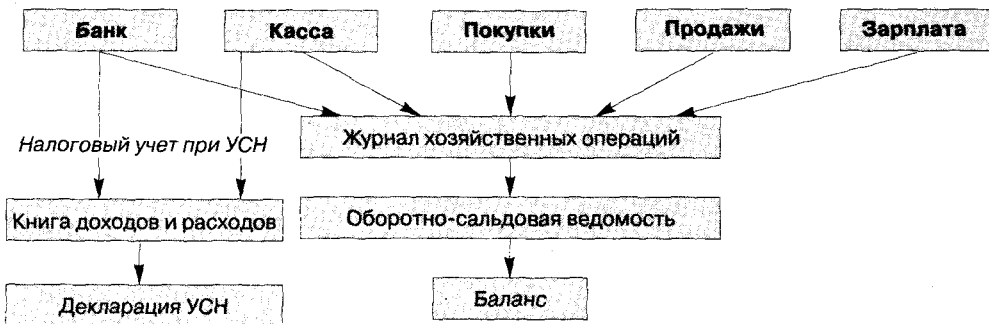 Банк
Касса
Покупки
Продажи
Зарплата
Журнал хозяйственных операций
Налоговый учет при УСН
Книга доходов и расходов
Оборотно-сальдовая ведомость
Декларация УСН
Баланс